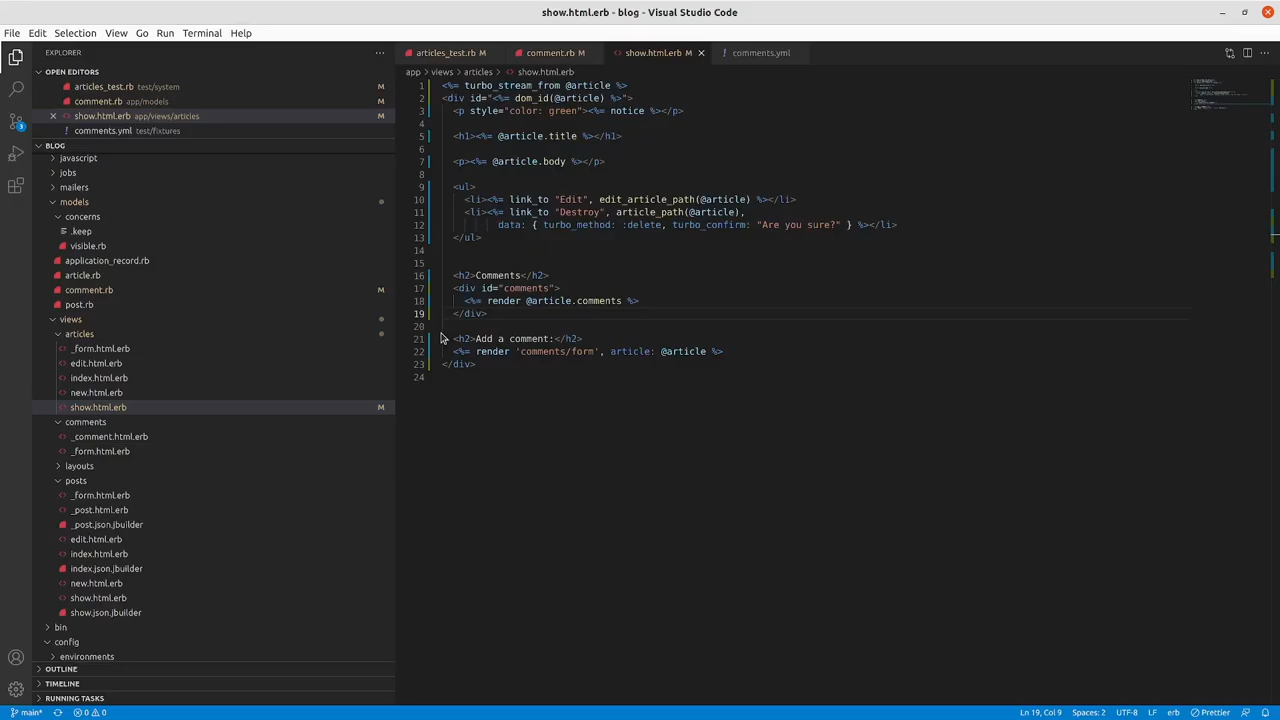 show.html.erb - blog - Visual Studio Code
File Edit Selection View Go Run Terminal Help
EXPLORER
OPEN EDITORS
articles_test.rb test/system M
comment.rb app/models M
show.html.erb app/views/articles M
comments.yml test/fixtures
BLOG
javascript
jobs
mailers
models
concerns
.keep
visible.rb
application_record.rb
article.rb
comment.rb M
post.rb
views
articles
_form.html.erb
edit.html.erb
index.html.erb
new.html.erb
show.html.erb M
comments
_comment.html.erb
_form.html.erb
layouts
posts
_form.html.erb
_post.html.erb
_post.json.jbuilder
edit.html.erb
index.html.erb
index.json.jbuilder
new.html.erb
show.html.erb
show.json.jbuilder
bin
config
environments
OUTLINE
TIMELINE
RUNNING TASKS
3
articles_test.rb M comment.rb M show.html.erb M comments.yml
app views articles show.html.erb
1 <%= turbo_stream_from @article %>
2 <div id="<%= dom_id(@article) %>">
3 <p style="color: green"><%= notice %></p>
4
5 <h1><%= @article.title %></h1>
6
7 <p><%= @article.body %></p>
8
9 <ul>
10 <li><%= link_to "Edit", edit_article_path(@article) %></li>
11 <li><%= link_to "Destroy", article_path(@article),
12 data: { turbo_method: :delete, turbo_confirm: "Are you sure?" } %></li>
13 </ul>
14
15
16 <h2>Comments</h2>
17 <div id="comments">
18 <%= render @article.comments %>
19 </div>
20
21 <h2>Add a comment:</h2>
22 <%= render 'comments/form', article: @article %>
23 </div>
24
main* 0 0 Ln 19, Col 9 Spaces: 2 UTF-8 LF erb Prettier